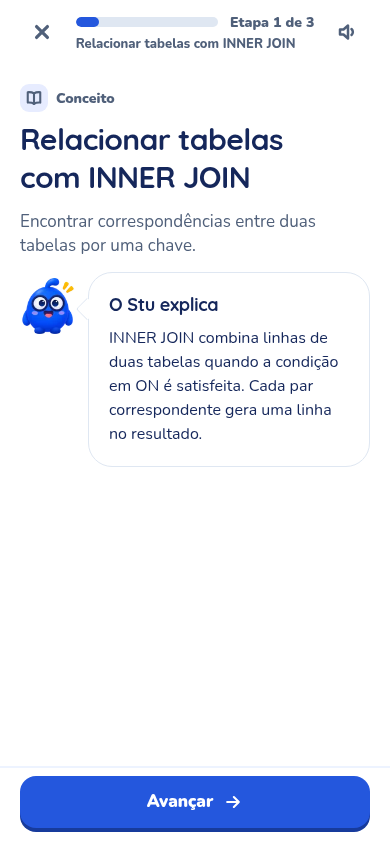 Etapa 1 de 3
Relacionar tabelas com INNER JOIN
Conceito
Relacionar tabelas
com INNER JOIN
Encontrar correspondências entre duas
tabelas por uma chave.
O Stu explica
INNER JOIN combina linhas de
duas tabelas quando a condição
em ON é satisfeita. Cada par
correspondente gera uma linha
no resultado.
Avançar